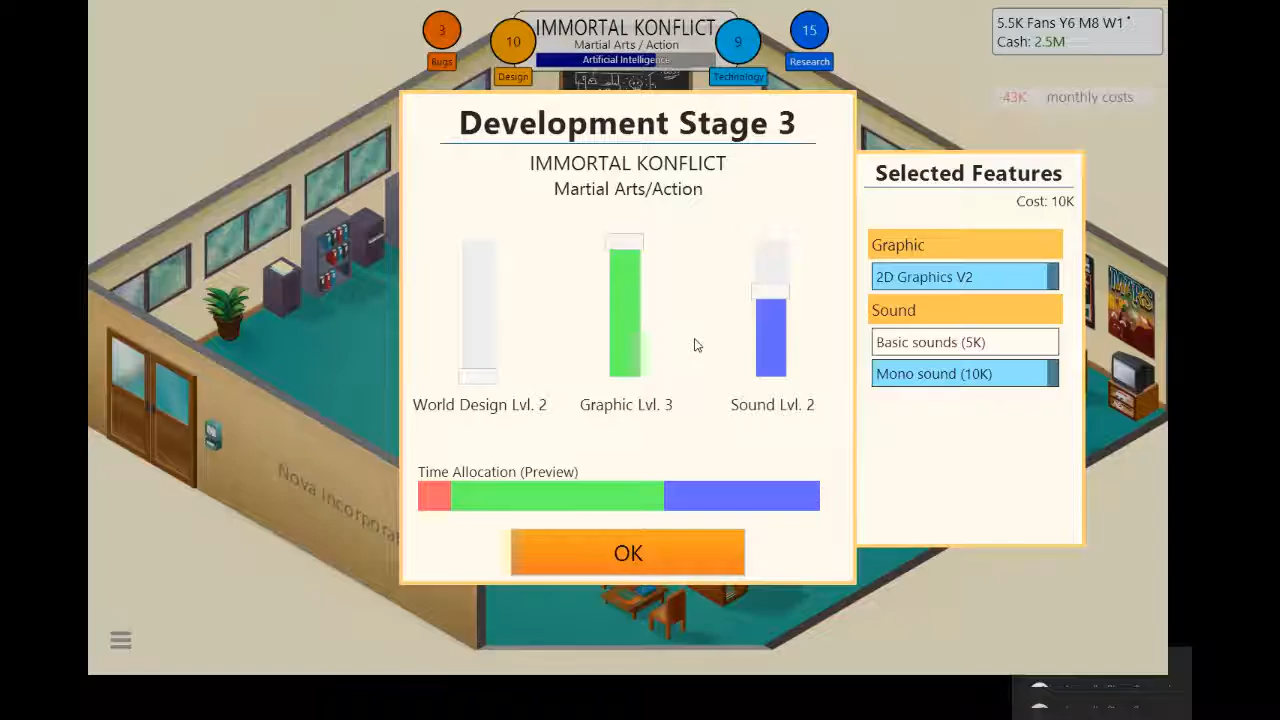 3
Bugs
10
Design
IMMORTAL KONFLICT
Martial Arts / Action
Artificial Intelligence
9
Technology
15
Research
5.5K Fans Y6 M8 W1
Cash: 2.5M
-43K monthly costs
Development Stage 3
IMMORTAL KONFLICT
Martial Arts/Action
World Design Lvl. 2
Graphic Lvl. 3
Sound Lvl. 2
Time Allocation (Preview)
OK
Selected Features
Cost: 10K
Graphic
2D Graphics V2
Sound
Basic sounds (5K)
Mono sound (10K)
Nova Incorpora